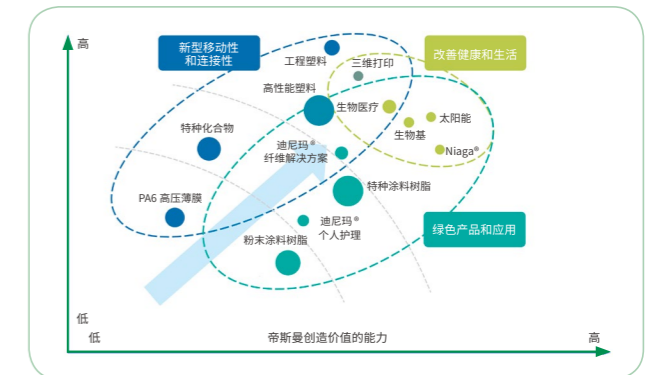 高
新型移动性
和连接性
工程塑料
三维打印
改善健康和生活
高性能塑料
生物医疗
太阳能
生物基
特种化合物
迪尼玛®
纤维解决方案
Niaga®
特种涂料树脂
PA6 高压薄膜
迪尼玛®
个人护理
绿色产品和应用
粉末涂料树脂
低
低
帝斯曼创造价值的能力
高